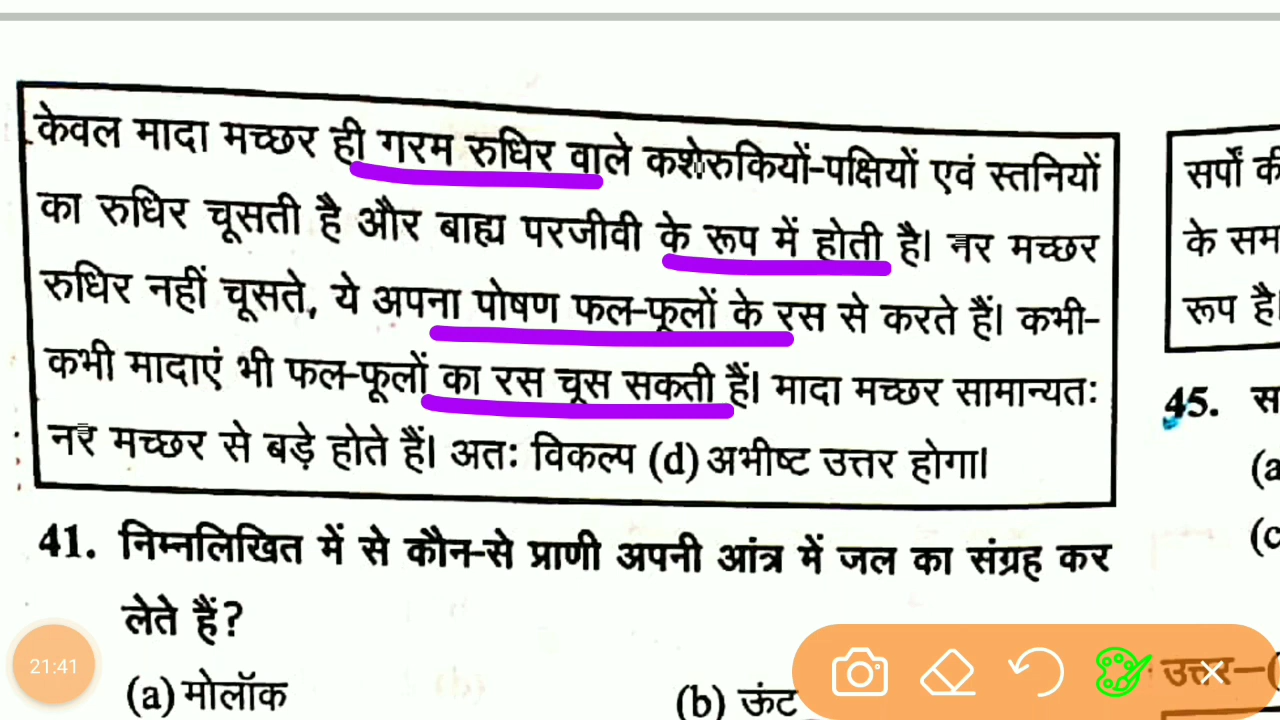 केवल मादा मच्छर ही गरम रुधिर वाले कशेरुकियों-पक्षियों एवं स्तनियों
का रुधिर चूसती है और बाह्य परजीवी के रूप में होती है। नर मच्छर
रुधिर नहीं चूसते, ये अपना पोषण फल-फूलों के रस से करते हैं। कभी-
कभी मादाएं भी फल-फूलों का रस चूस सकती हैं। मादा मच्छर सामान्यतः
नर मच्छर से बड़े होते हैं। अतः विकल्प (d) अभीष्ट उत्तर होगा।
41. निम्नलिखित में से कौन-से प्राणी अपनी आंत्र में जल का संग्रह कर
लेते हैं?
(a) मोलॉक
(b) ऊंट
सर्पों की
के सम
रूप है।
45. स
(a
(c
उत्तर—(
21:41